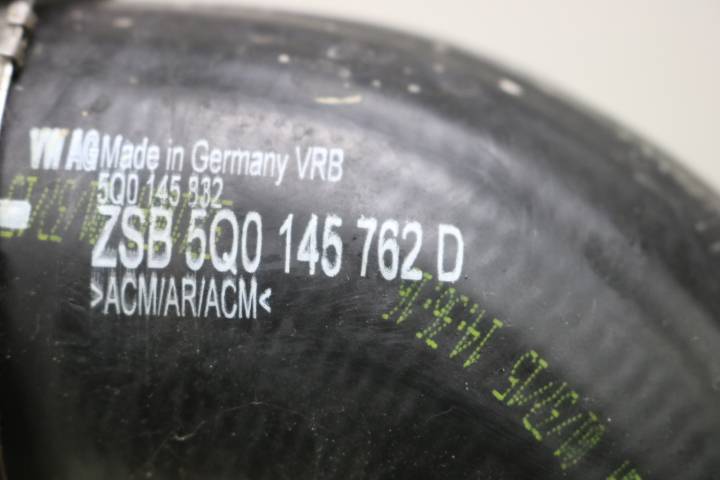 VW AG Made in Germany VRB
5Q0 145 832
ZSB 5Q0 145 762 D
>ACM/AR/ACM<